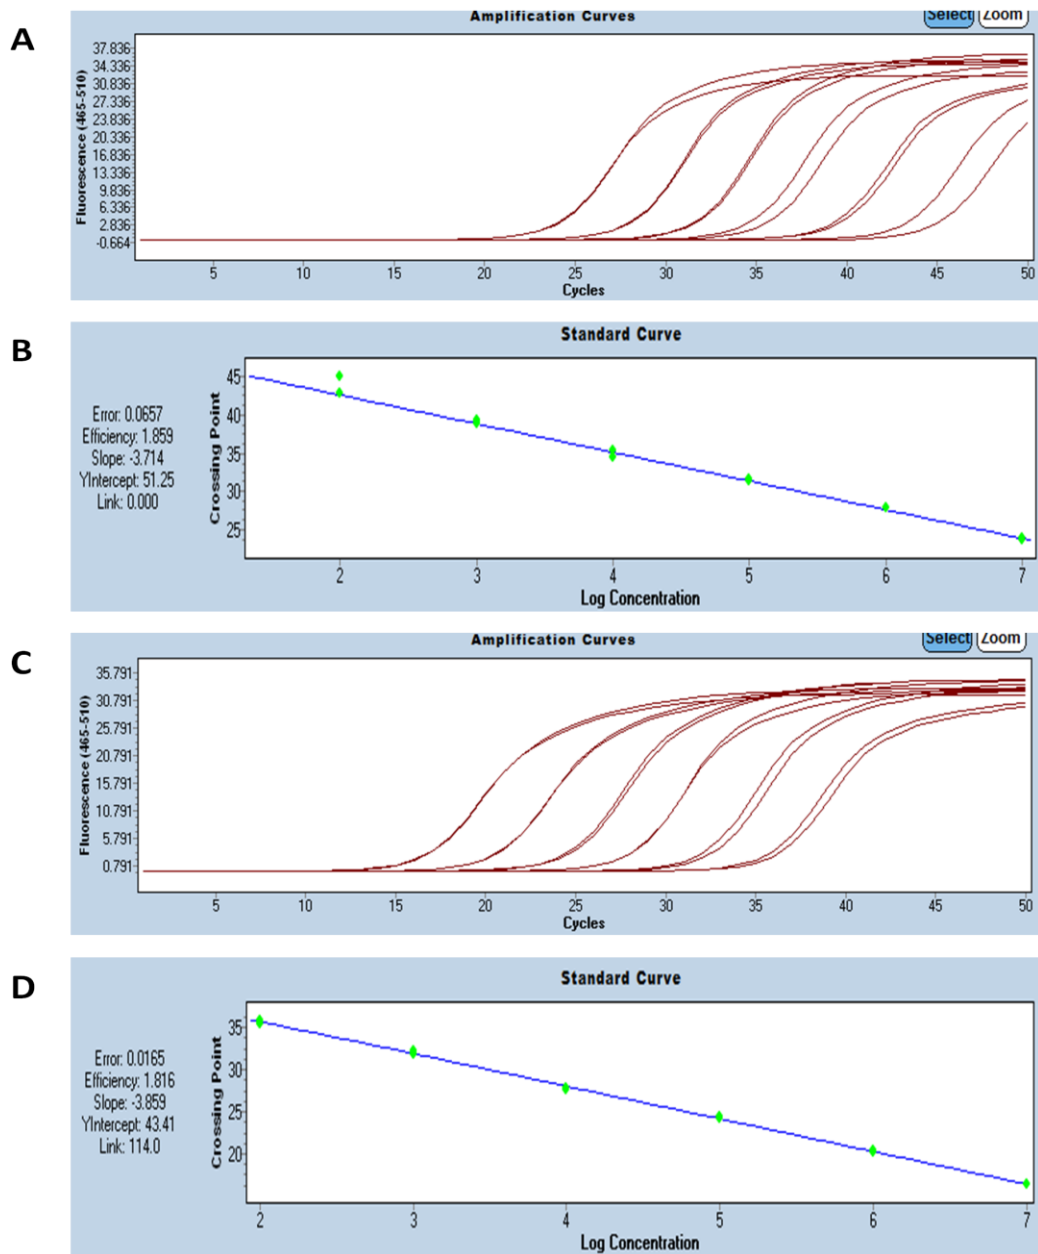 A
Amplification Curves
Select Zoom
Fluorescence (465-510)
37.836
34.336
30.836
27.336
23.836
20.336
16.836
13.336
9.836
6.336
2.836
-0.664
5 10 15 20 25 30 35 40 45 50
Cycles
B
Standard Curve
Error: 0.0657
Efficiency: 1.859
Slope: -3.714
YIntercept: 51.25
Link: 0.000
Crossing Point
45
40
35
30
25
2 3 4 5 6 7
Log Concentration
C
Amplification Curves
Select Zoom
Fluorescence (465-510)
35.791
30.791
25.791
20.791
15.791
10.791
5.791
0.791
5 10 15 20 25 30 35 40 45 50
Cycles
D
Standard Curve
Error: 0.0165
Efficiency: 1.816
Slope: -3.859
YIntercept: 43.41
Link: 114.0
Crossing Point
35
30
25
20
2 3 4 5 6 7
Log Concentration